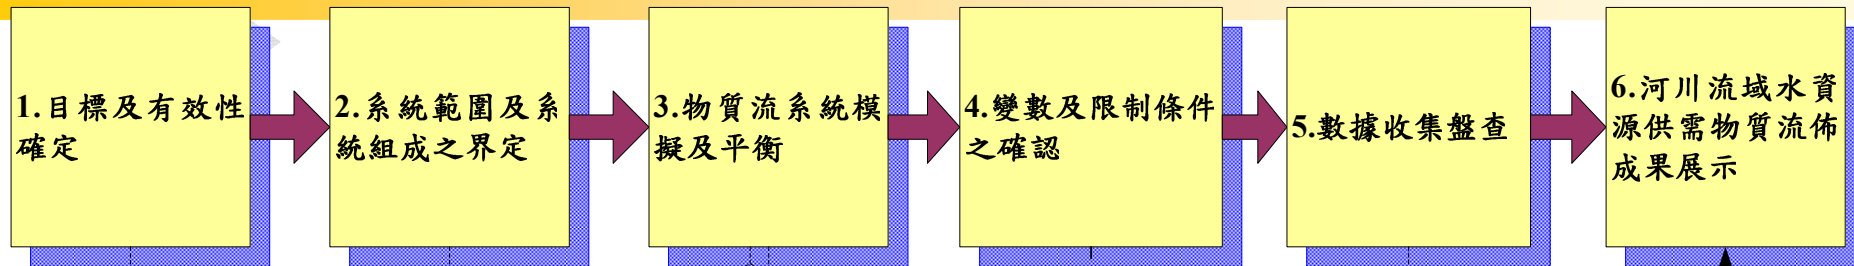 1.目標及有效性
確定
2.系統範圍及系
統組成之界定
3.物質流系統模
擬及平衡
4.變數及限制條件
之確認
5.數據收集盤查
6.河川流域水資
源供需物質流佈
成果展示